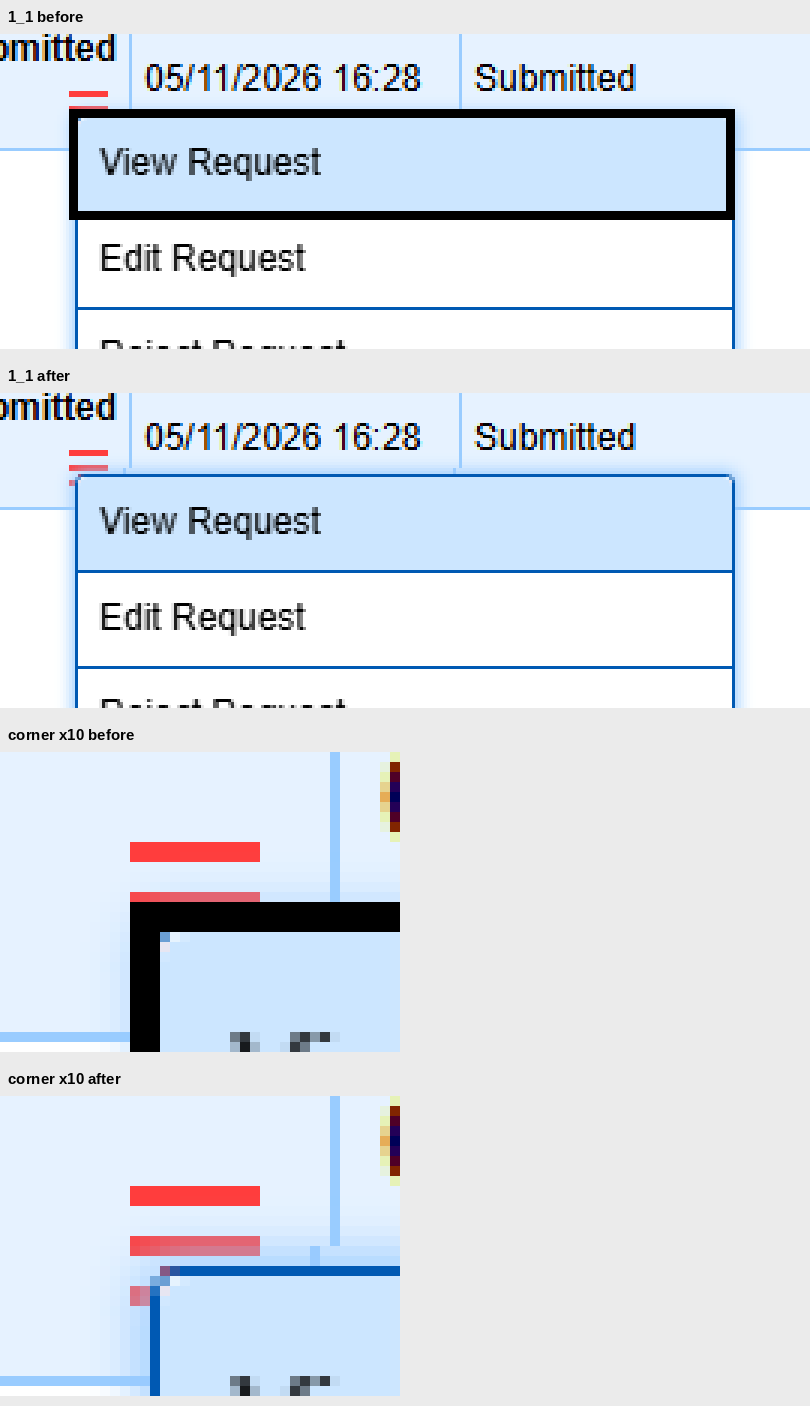 1_1 before
05/11/2026 16:28 Submitted
View Request
Edit Request
1_1 after
05/11/2026 16:28 Submitted
View Request
Edit Request
corner x10 before
corner x10 after